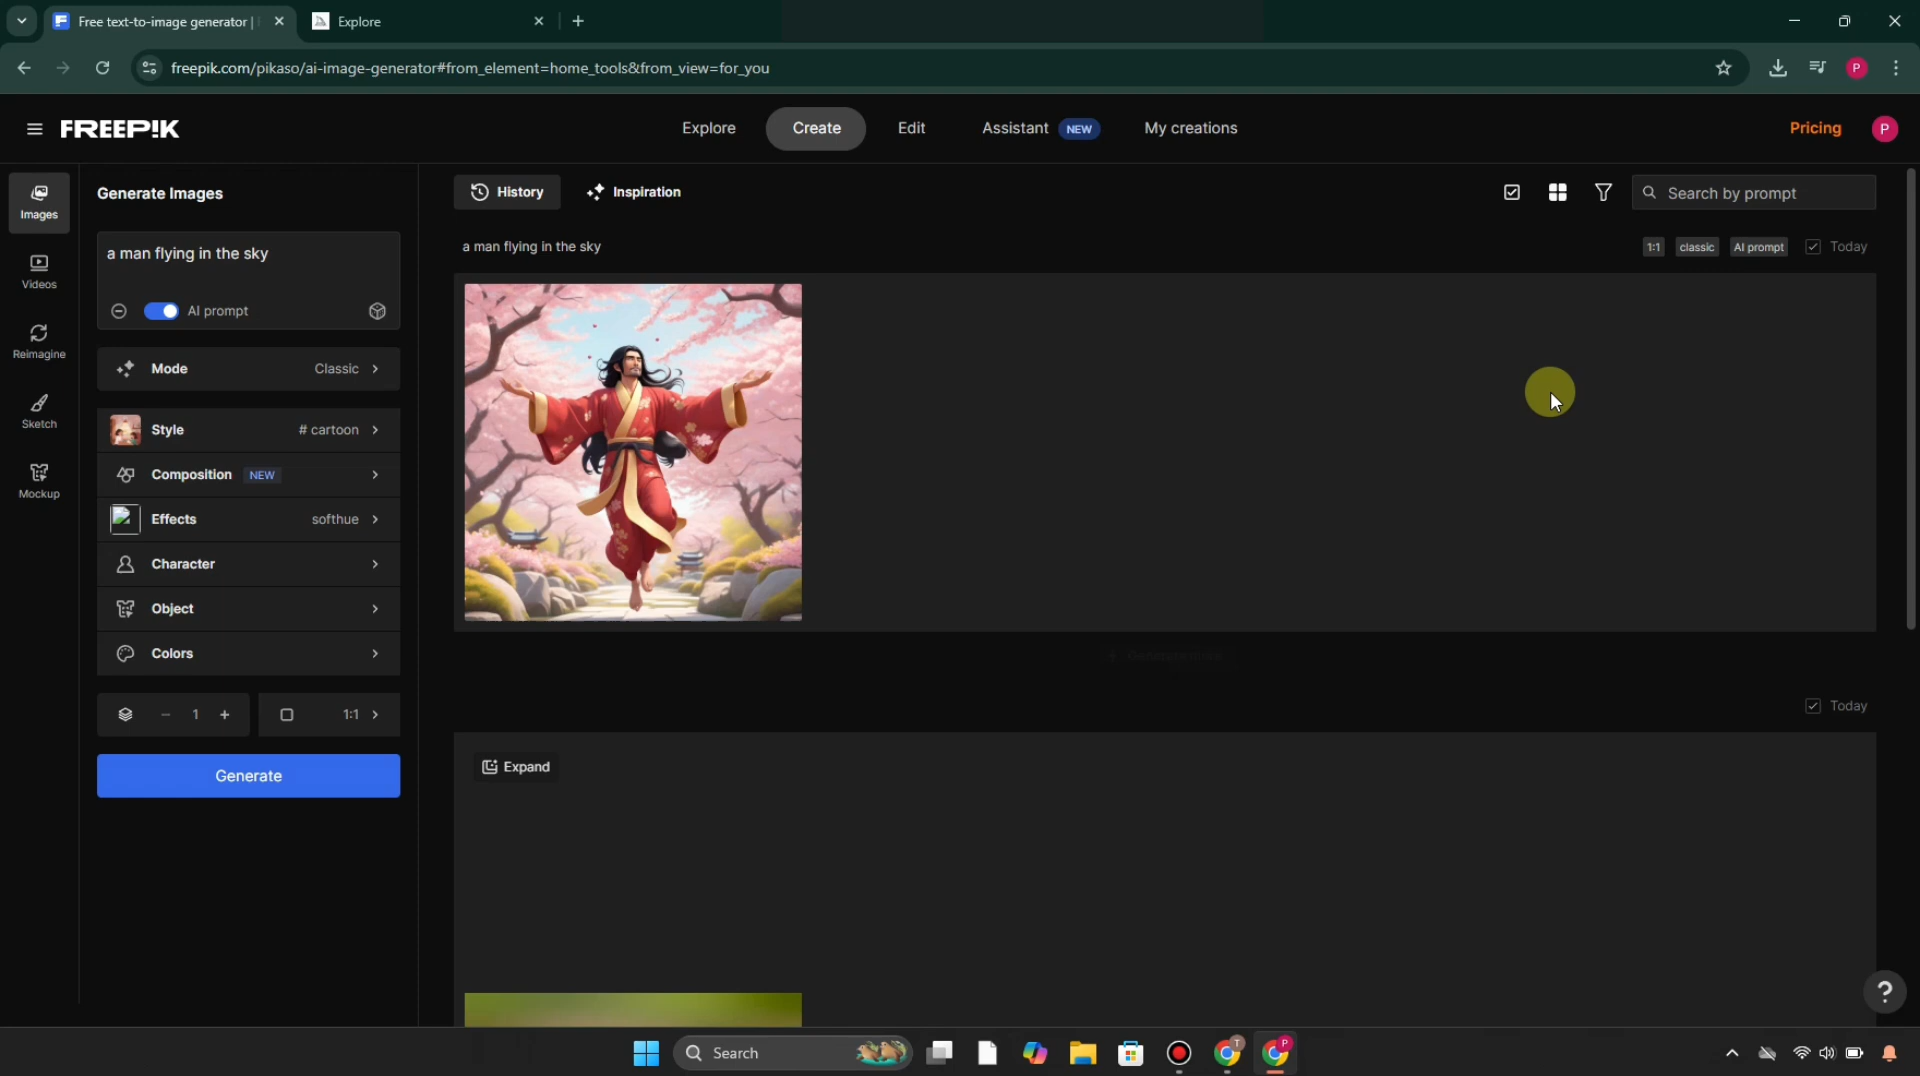 Free text-to-image generator |
Explore
freepik.com/pikaso/ai-image-generator#from_element=home_tools&from_view=for_you
P
FREEP!K
Explore
Create
Edit
Assistant NEW
My creations
Pricing
P
Images
Videos
Reimagine
Sketch
Mockup
Generate Images
a man flying in the sky
AI prompt
Mode Classic
Style # cartoon
Composition NEW
Effects softhue
Character
Object
Colors
1
1:1
Generate
History
Inspiration
Search by prompt
a man flying in the sky
1:1 classic AI prompt Today
Today
Expand
?
Search
T
P